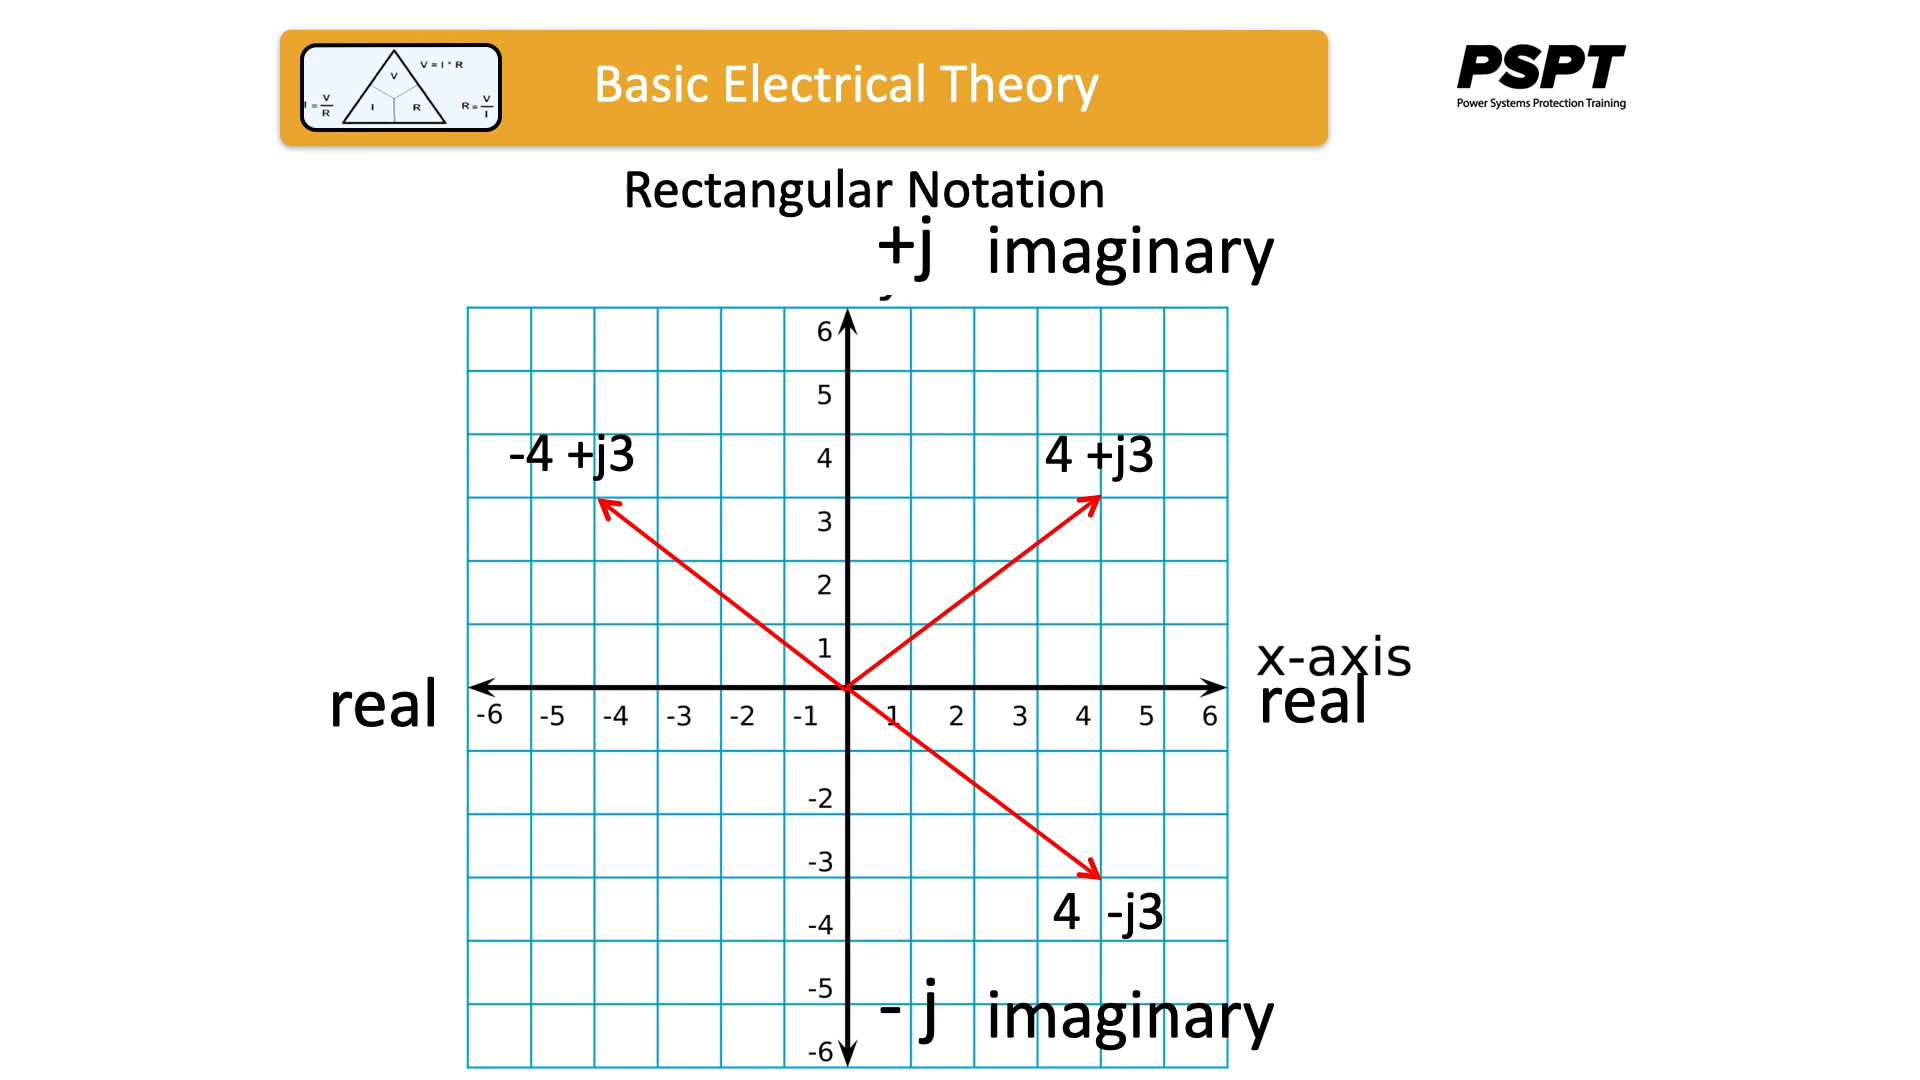 V = I * R
V
I = V/R
I
R
R = V/I
Basic Electrical Theory
PSPT
Power Systems Protection Training
Rectangular Notation
+j imaginary
6
5
-4 +j3
4
4 +j3
3
2
1
x-axis
real
real
-6 -5 -4 -3 -2 -1 1 2 3 4 5 6
-2
-3
-4
4 -j3
-5
- j imaginary
-6